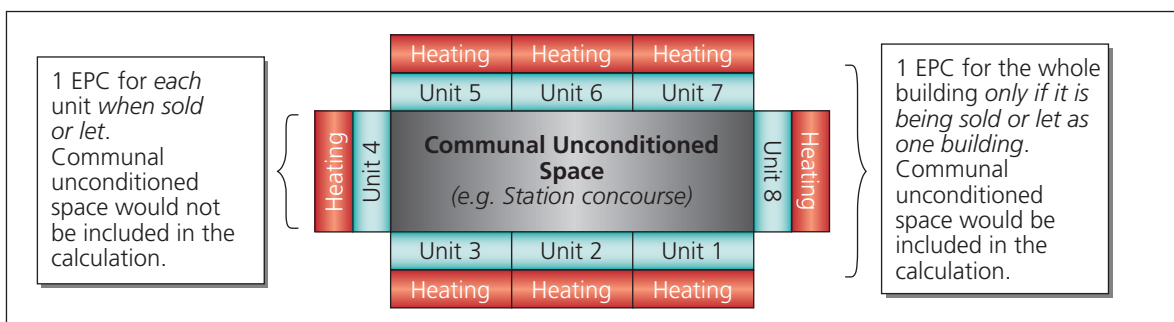 1 EPC for each
unit when sold
or let.
Communal
unconditioned
space would not
be included in the
calculation.
Heating
Unit 4
Heating Heating Heating
Unit 5 Unit 6 Unit 7
Communal Unconditioned
Space
(e.g. Station concourse)
Unit 3 Unit 2 Unit 1
Heating Heating Heating
Unit 8
Heating
1 EPC for the whole
building only if it is
being sold or let as
one building.
Communal
unconditioned
space would be
included in the
calculation.